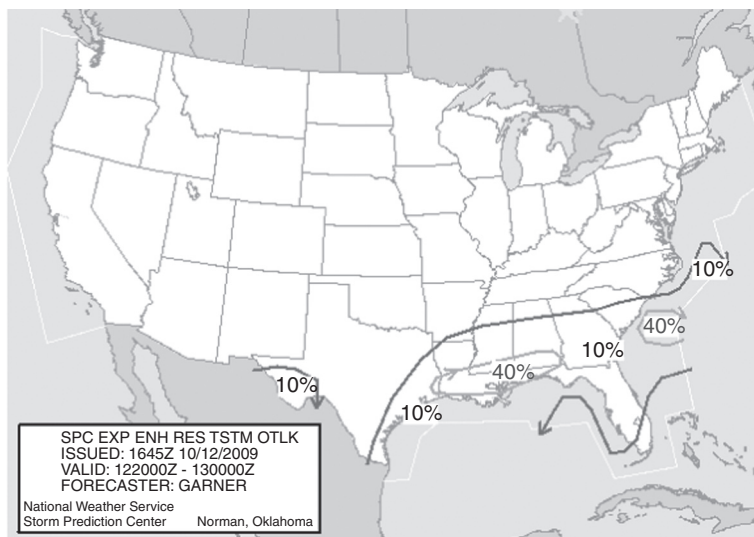 10%
40%
10%
10%
40%
10%
SPC EXP ENH RES TSTM OTLK
ISSUED: 1645Z 10/12/2009
VALID: 122000Z - 130000Z
FORECASTER: GARNER
National Weather Service
Storm Prediction Center Norman, Oklahoma